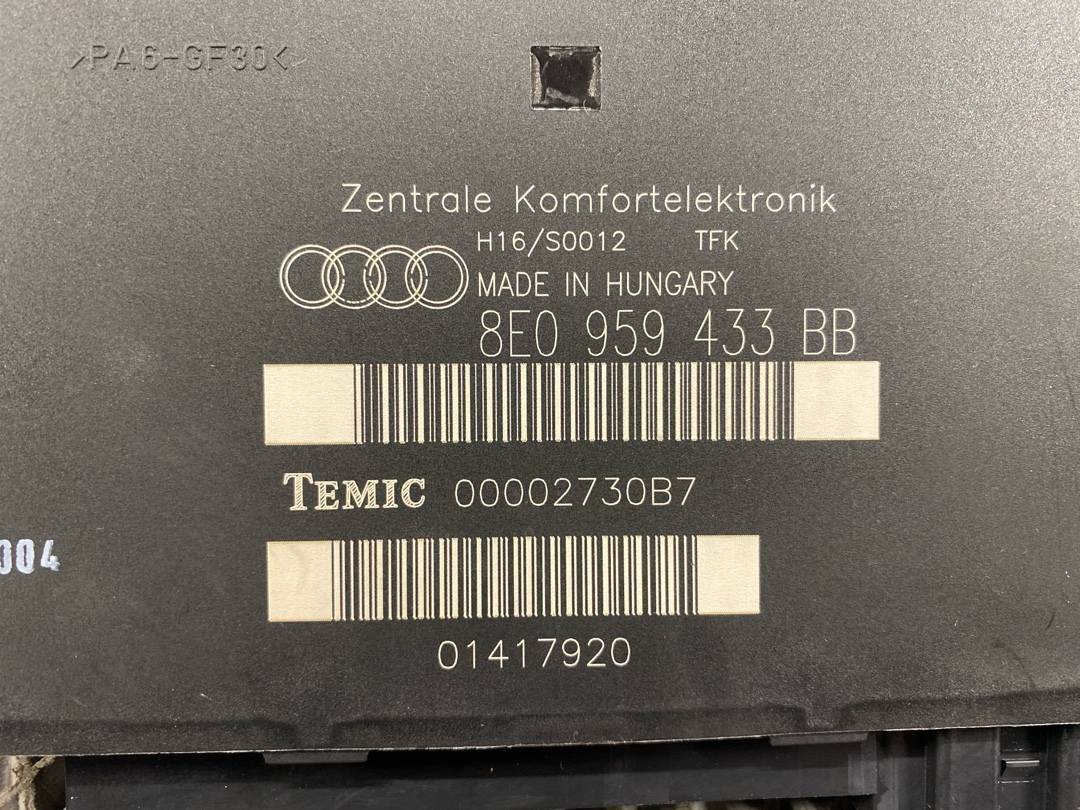 >PA6-GF30<
Zentrale Komfortelektronik
H16/S0012 TFK
MADE IN HUNGARY
8E0 959 433 BB
TEMIC 00002730B7
004
01417920